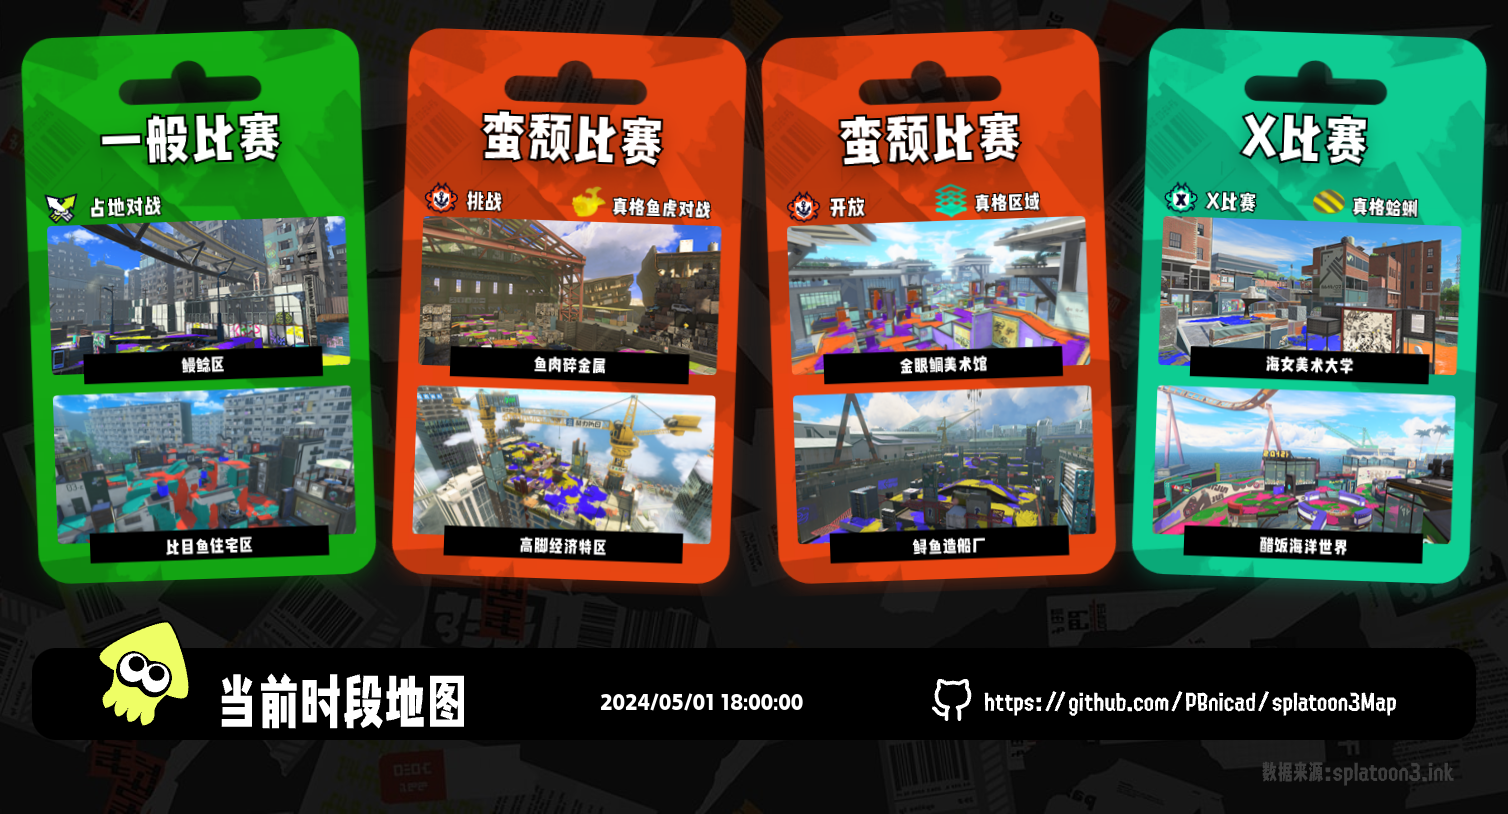 一般比赛
占地对战
鳗鲶区
比目鱼住宅区
蛮颓比赛
挑战
真格鱼虎对战
鱼肉碎金属
高脚经济特区
蛮颓比赛
开放
真格区域
金眼鲷美术馆
鲟鱼造船厂
X比赛
X比赛
真格蛤蜊
海女美术大学
醋饭海洋世界
当前时段地图
2024/05/01 18:00:00
https://github.com/PBnicad/splatoon3Map
数据来源:splatoon3.ink